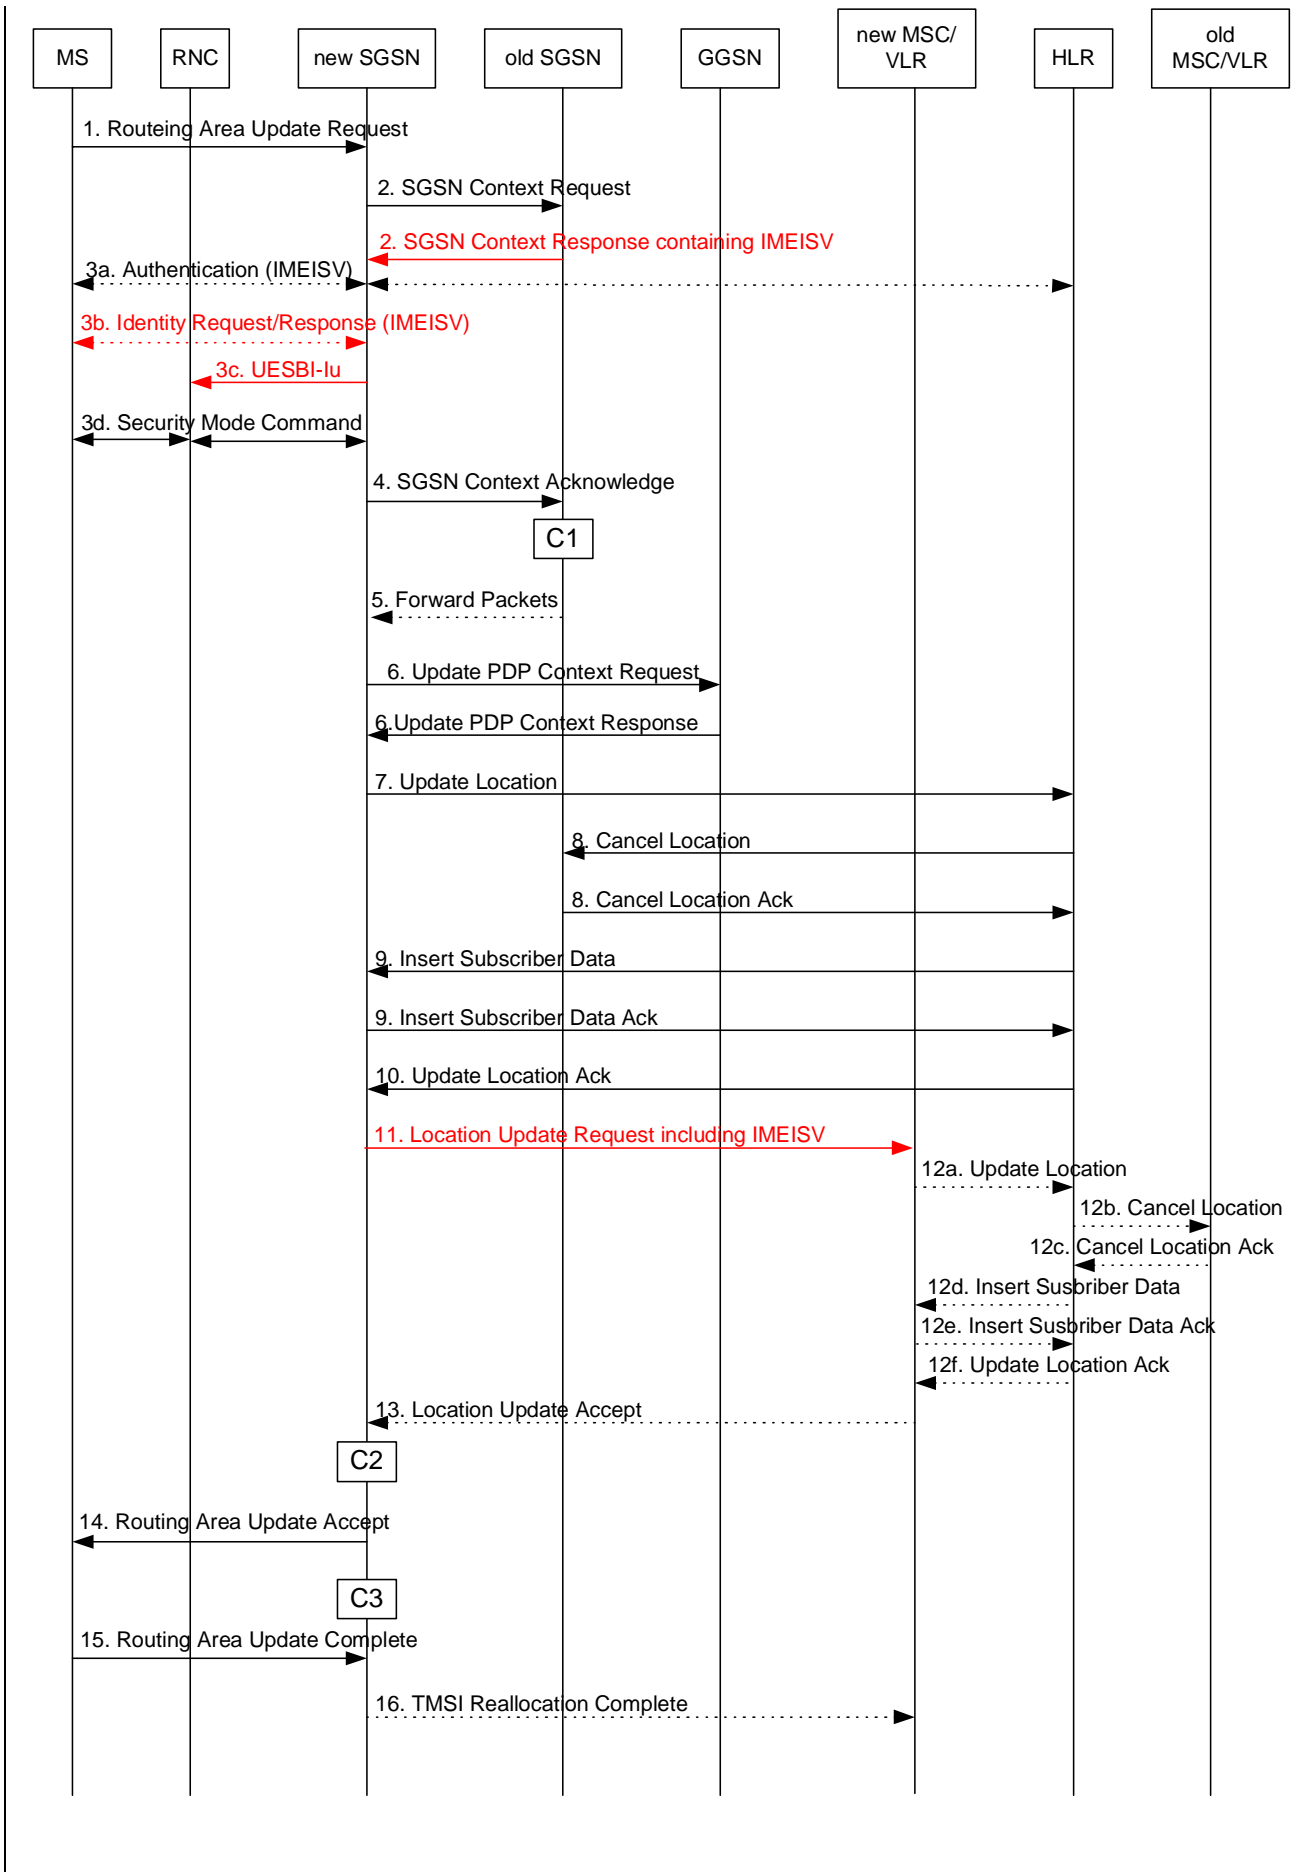 MS
RNC
new SGSN
old SGSN
GGSN
new MSC/
VLR
HLR
old
MSC/VLR
1. Routeing Area Update Request
2. SGSN Context Request
2. SGSN Context Response containing IMEISV
3a. Authentication (IMEISV)
3b. Identity Request/Response (IMEISV)
3c. UESBI-Iu
3d. Security Mode Command
4. SGSN Context Acknowledge
C1
5. Forward Packets
6. Update PDP Context Request
6.Update PDP Context Response
7. Update Location
8. Cancel Location
8. Cancel Location Ack
9. Insert Subscriber Data
9. Insert Subscriber Data Ack
10. Update Location Ack
11. Location Update Request including IMEISV
12a. Update Location
12b. Cancel Location
12c. Cancel Location Ack
12d. Insert Susbriber Data
12e. Insert Susbriber Data Ack
12f. Update Location Ack
13. Location Update Accept
C2
14. Routing Area Update Accept
C3
15. Routing Area Update Complete
16. TMSI Reallocation Complete